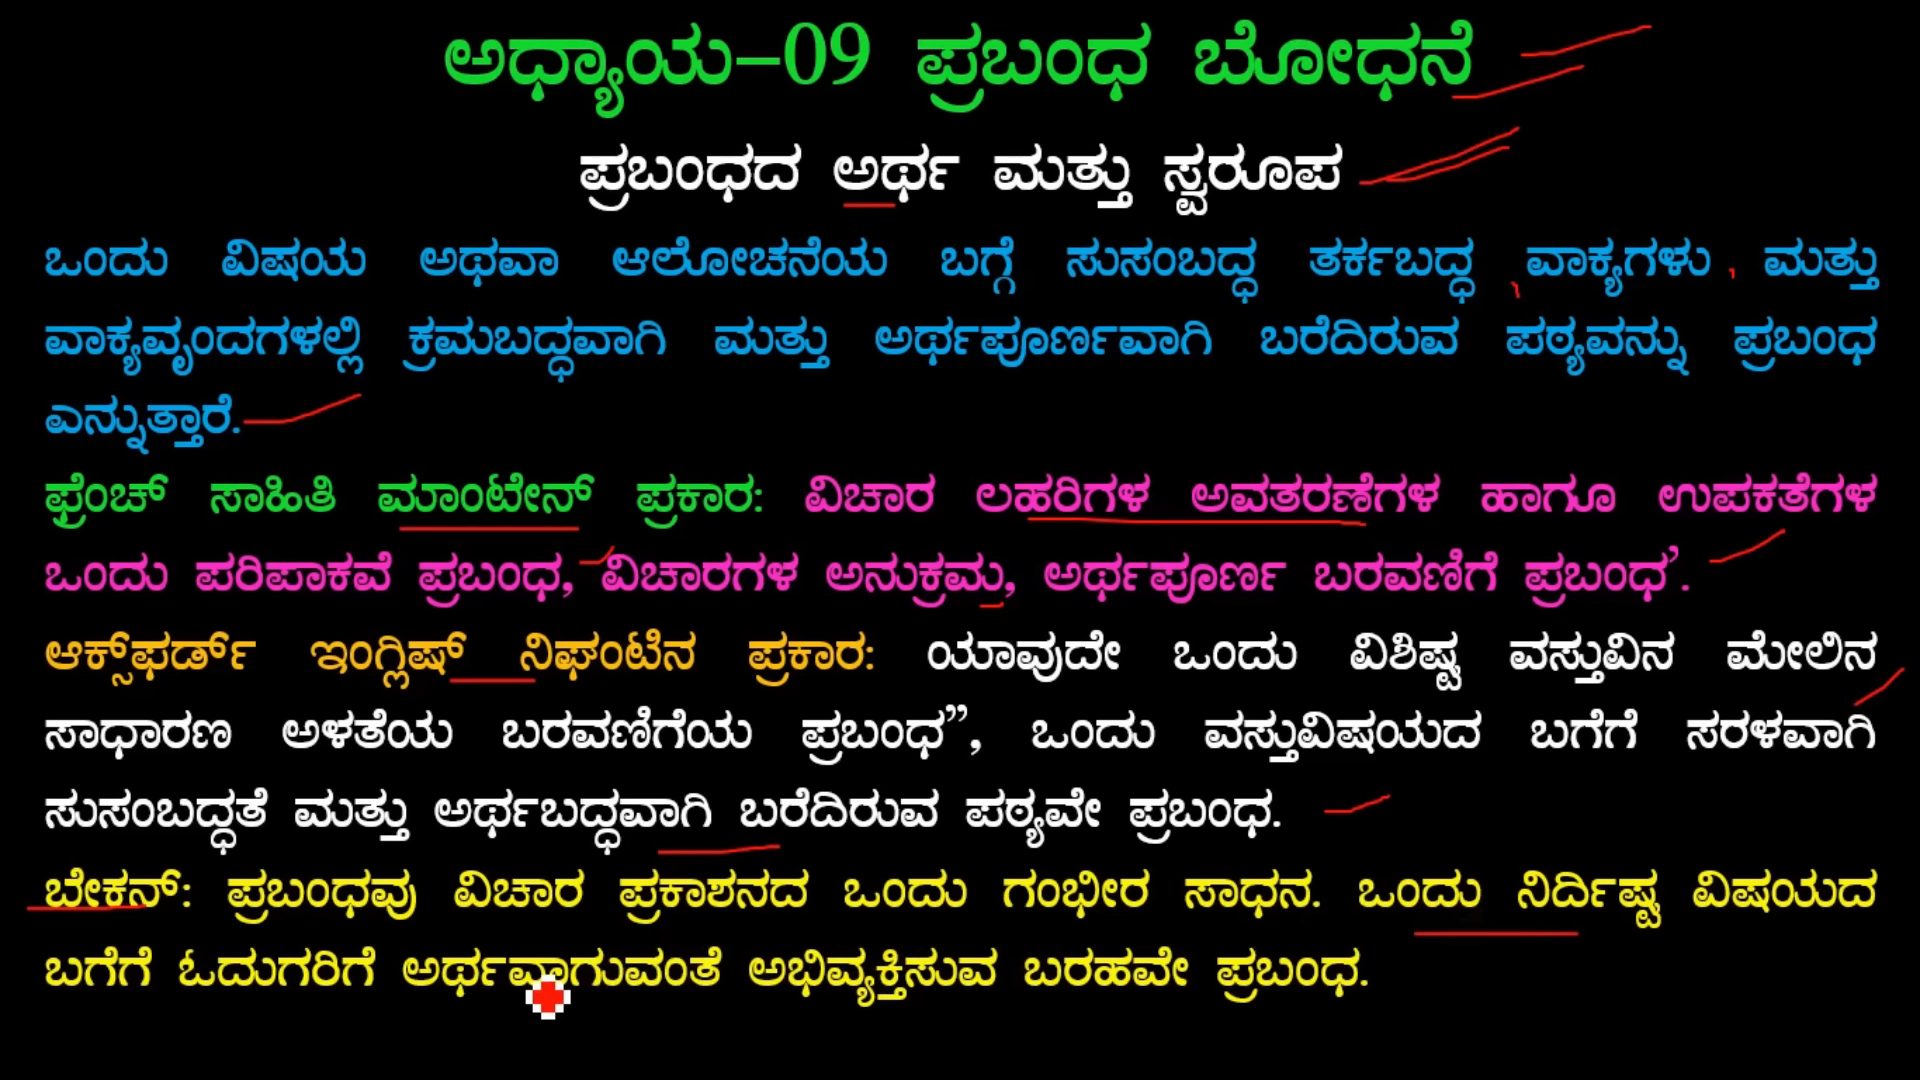 ಅಧ್ಯಾಯ–09 ಪ್ರಬಂಧ ಬೋಧನೆ
ಪ್ರಬಂಧದ ಅರ್ಥ ಮತ್ತು ಸ್ವರೂಪ
ಒಂದು ವಿಷಯ ಅಥವಾ ಆಲೋಚನೆಯ ಬಗ್ಗೆ ಸುಸಂಬದ್ಧ ತರ್ಕಬದ್ಧ ವಾಕ್ಯಗಳು ಮತ್ತು
ವಾಕ್ಯವೃಂದಗಳಲ್ಲಿ ಕ್ರಮಬದ್ಧವಾಗಿ ಮತ್ತು ಅರ್ಥಪೂರ್ಣವಾಗಿ ಬರೆದಿರುವ ಪಠ್ಯವನ್ನು ಪ್ರಬಂಧ
ಎನ್ನುತ್ತಾರೆ.
ಫ್ರೆಂಚ್ ಸಾಹಿತಿ ಮಾಂಟೇನ್ ಪ್ರಕಾರ: ವಿಚಾರ ಲಹರಿಗಳ ಅವತರಣೆಗಳ ಹಾಗೂ ಉಪಕತೆಗಳ
ಒಂದು ಪರಿಪಾಕವೆ ಪ್ರಬಂಧ, ವಿಚಾರಗಳ ಅನುಕ್ರಮ, ಅರ್ಥಪೂರ್ಣ ಬರವಣಿಗೆ ಪ್ರಬಂಧ’.
ಆಕ್ಸ್‌ಫರ್ಡ್ ಇಂಗ್ಲಿಷ್ ನಿಘಂಟಿನ ಪ್ರಕಾರ: ಯಾವುದೇ ಒಂದು ವಿಶಿಷ್ಟ ವಸ್ತುವಿನ ಮೇಲಿನ
ಸಾಧಾರಣ ಅಳತೆಯ ಬರವಣಿಗೆಯ ಪ್ರಬಂಧ”, ಒಂದು ವಸ್ತುವಿಷಯದ ಬಗೆಗೆ ಸರಳವಾಗಿ
ಸುಸಂಬದ್ಧತೆ ಮತ್ತು ಅರ್ಥಬದ್ಧವಾಗಿ ಬರೆದಿರುವ ಪಠ್ಯವೇ ಪ್ರಬಂಧ.
ಬೇಕನ್: ಪ್ರಬಂಧವು ವಿಚಾರ ಪ್ರಕಾಶನದ ಒಂದು ಗಂಭೀರ ಸಾಧನ. ಒಂದು ನಿರ್ದಿಷ್ಟ ವಿಷಯದ
ಬಗೆಗೆ ಓದುಗರಿಗೆ ಅರ್ಥವಾಗುವಂತೆ ಅಭಿವ್ಯಕ್ತಿಸುವ ಬರಹವೇ ಪ್ರಬಂಧ.